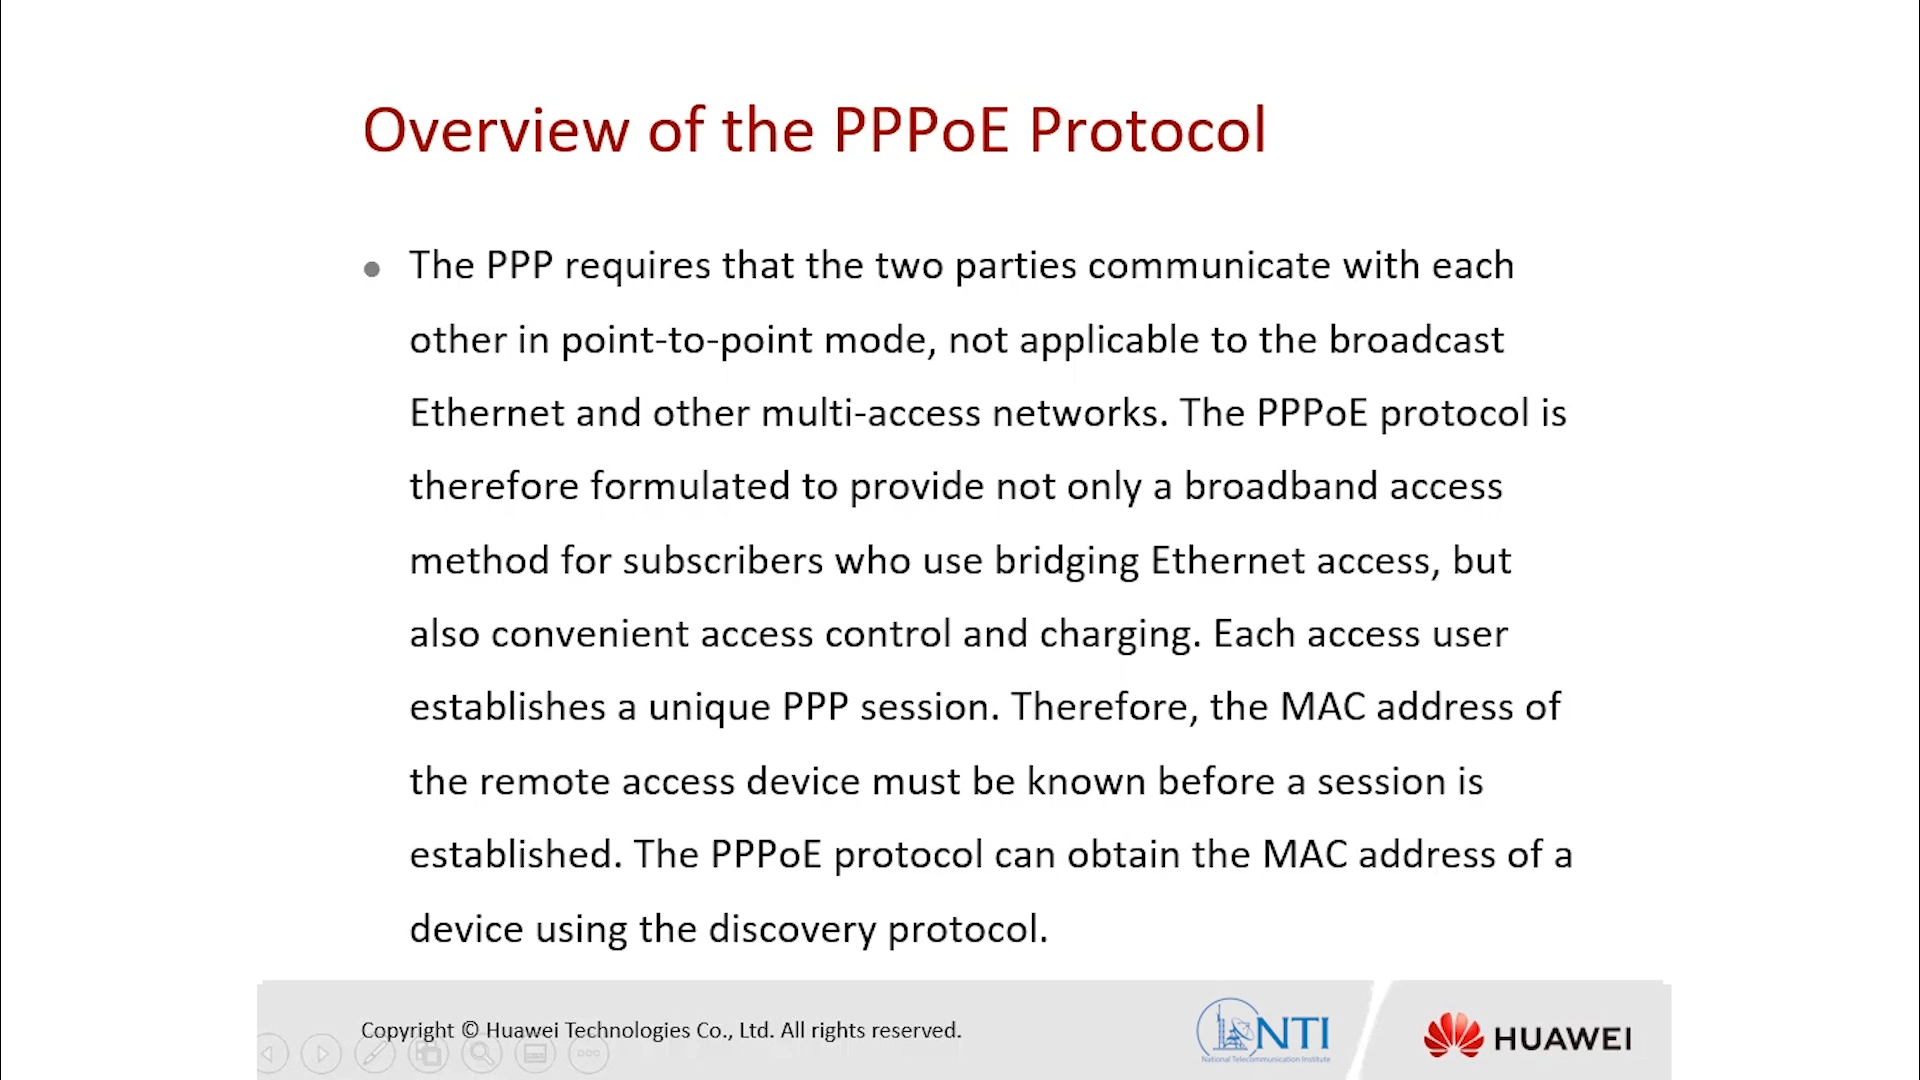 Overview of the PPPoE Protocol
The PPP requires that the two parties communicate with each
other in point-to-point mode, not applicable to the broadcast
Ethernet and other multi-access networks. The PPPoE protocol is
therefore formulated to provide not only a broadband access
method for subscribers who use bridging Ethernet access, but
also convenient access control and charging. Each access user
establishes a unique PPP session. Therefore, the MAC address of
the remote access device must be known before a session is
established. The PPPoE protocol can obtain the MAC address of a
device using the discovery protocol.
Copyright © Huawei Technologies Co., Ltd. All rights reserved.
NTI
National Telecommunication Institute
HUAWEI